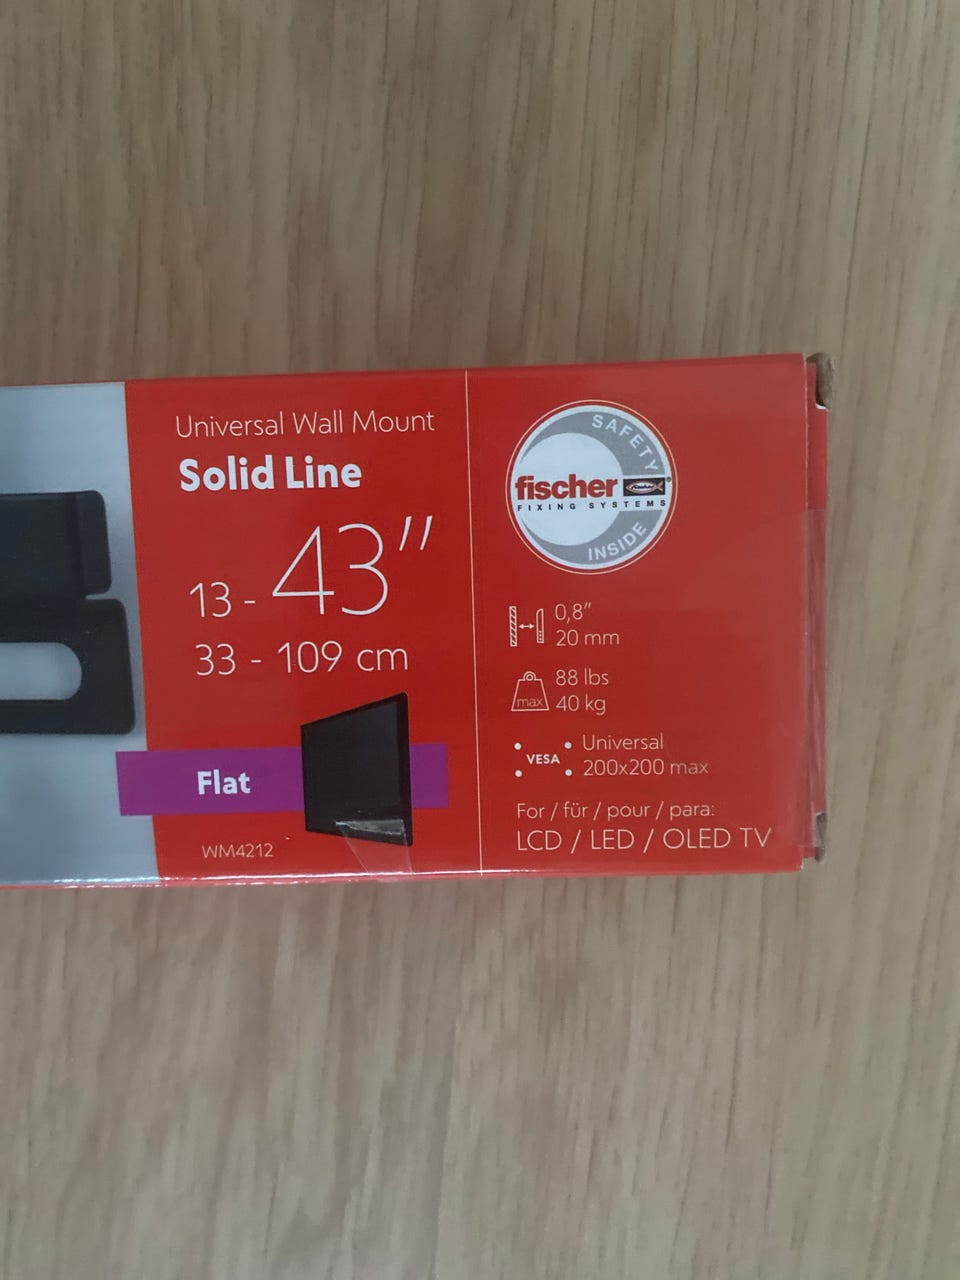 Universal Wall Mount
Solid Line
13 - 43"
33 - 109 cm
Flat
WM4212
SAFETY
fischer
FIXING SYSTEMS
INSIDE
0,8"
20 mm
max
88 lbs
40 kg
VESA
Universal
200x200 max
For / für / pour / para:
LCD / LED / OLED TV